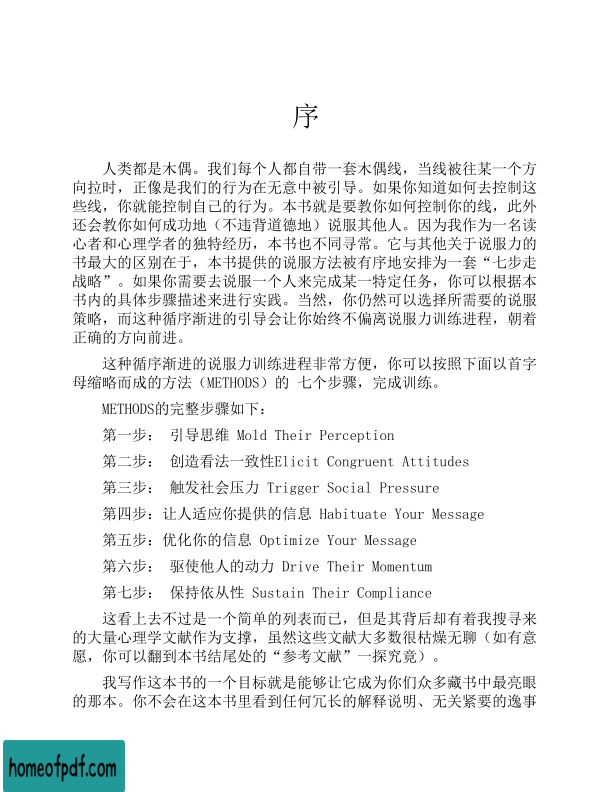 序
人类都是木偶。我们每个人都自带一套木偶线，当线被往某一个方
向拉时，正像是我们的行为在无意中被引导。如果你知道如何去控制这
些线，你就能控制自己的行为。本书就是要教你如何控制你的线，此外
还会教你如何成功地（不违背道德地）说服其他人。因为我作为一名读
心者和心理学者的独特经历，本书也不同寻常。它与其他关于说服力的
书最大的区别在于，本书提供的说服方法被有序地安排为一套“七步走
战略”。如果你需要去说服一个人来完成某一特定任务，你可以根据本
书内的具体步骤描述来进行实践。当然，你仍然可以选择所需要的说服
策略，而这种循序渐进的引导会让你始终不偏离说服力训练进程，朝着
正确的方向前进。
这种循序渐进的说服力训练进程非常方便，你可以按照下面以首字
母缩略而成的方法（METHODS）的 七个步骤，完成训练。
METHODS的完整步骤如下：
第一步： 引导思维 Mold Their Perception
第二步： 创造看法一致性Elicit Congruent Attitudes
第三步： 触发社会压力 Trigger Social Pressure
第四步：让人适应你提供的信息 Habituate Your Message
第五步：优化你的信息 Optimize Your Message
第六步： 驱使他人的动力 Drive Their Momentum
第七步： 保持依从性 Sustain Their Compliance
这看上去不过是一个简单的列表而已，但是其背后却有着我搜寻来
的大量心理学文献作为支撑，虽然这些文献大多数很枯燥无聊（如有意
愿，你可以翻到本书结尾处的“参考文献”一探究竟）。
我写作这本书的一个目标就是能够让它成为你们众多藏书中最亮眼
的那本。你不会在这本书里看到任何冗长的解释说明、无关紧要的逸事
homeofpdf.com